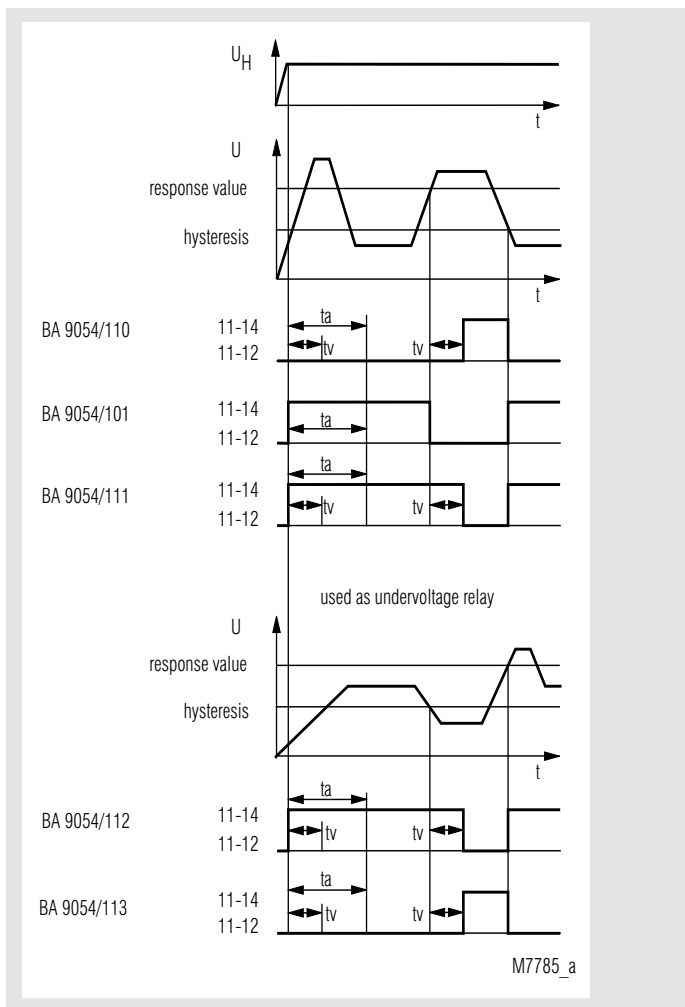 UH
t
U
response value
hysteresis
t
BA 9054/110
11-14
11-12
ta
tv
tv
BA 9054/101
11-14
11-12
ta
BA 9054/111
11-14
11-12
ta
tv
tv
used as undervoltage relay
U
response value
hysteresis
t
BA 9054/112
11-14
11-12
ta
tv
tv
BA 9054/113
11-14
11-12
ta
tv
tv
M7785_a